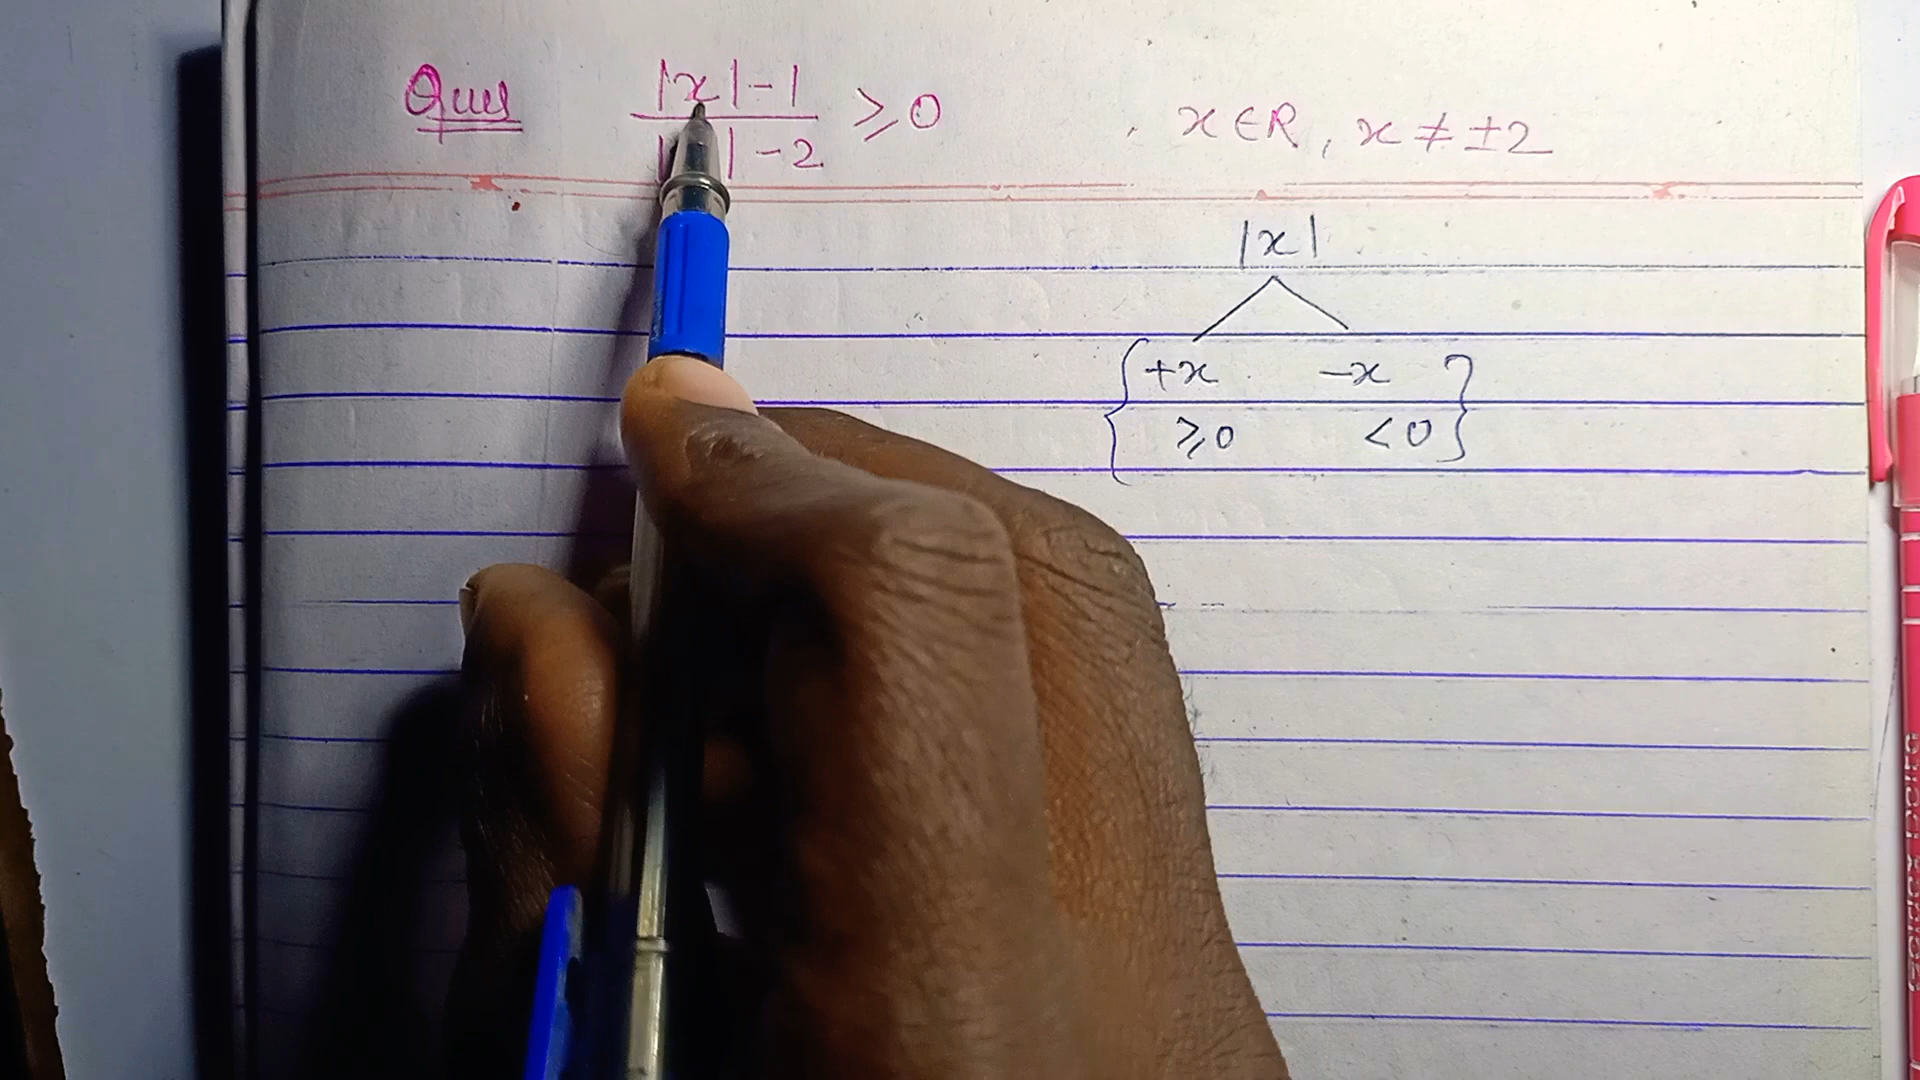 Ques |x|-1 / | |-2 ≥ 0 , x ∈ R, x ≠ ±2
|x|
{ +x -x }
≥0 <0